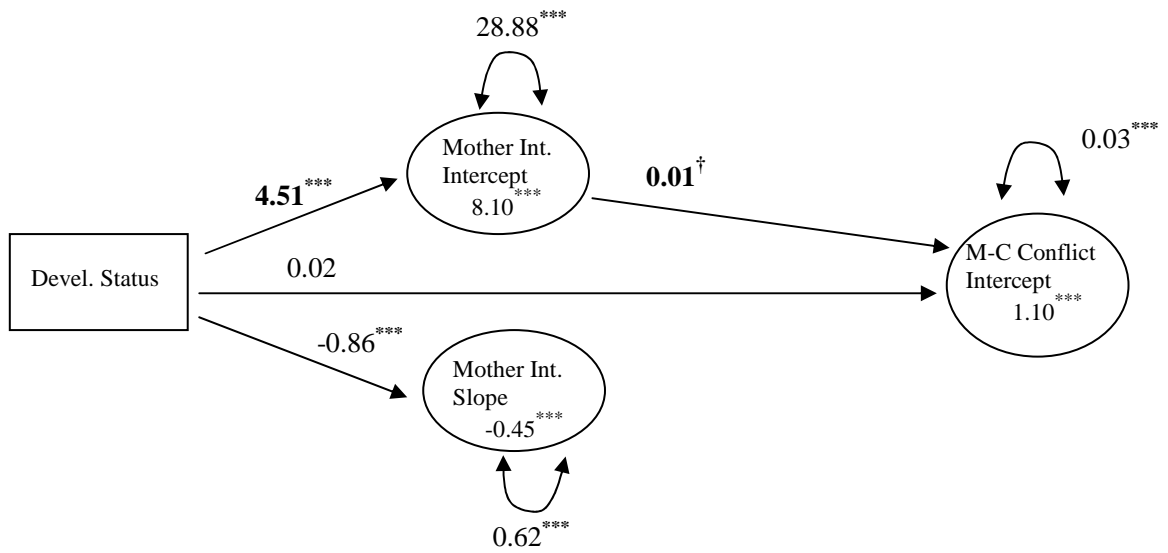 28.88***
Mother Int.
Intercept
8.10***
0.03***
4.51***
0.01†
Devel. Status
0.02
M-C Conflict
Intercept
1.10***
-0.86***
Mother Int.
Slope
-0.45***
0.62***